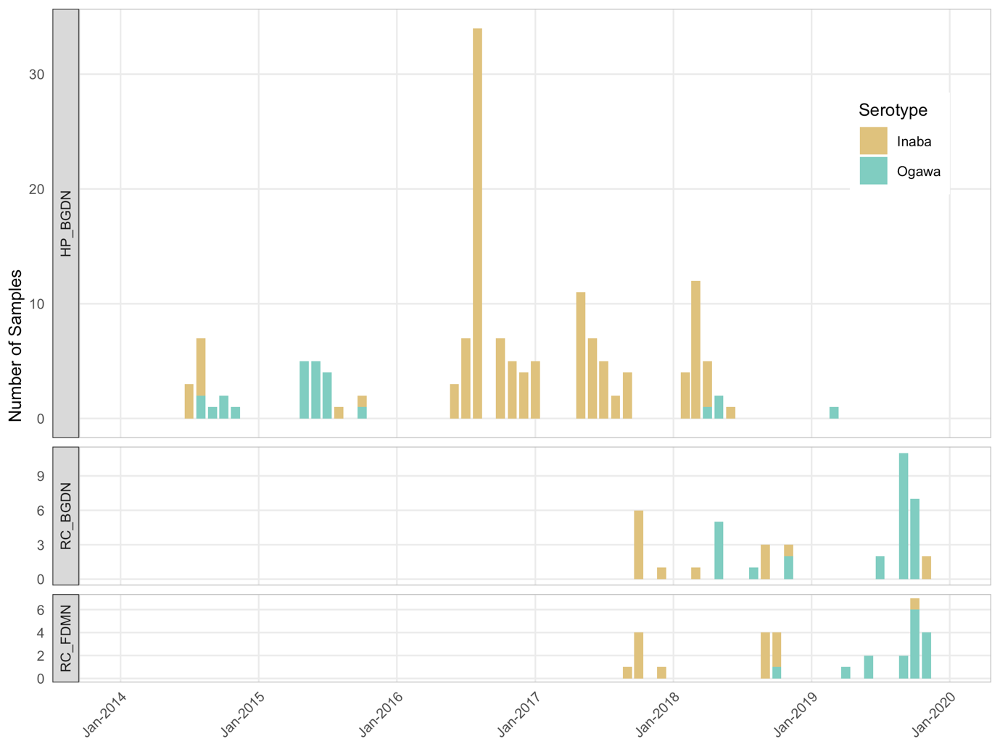 Number of Samples
HP_BGDN
30
20
10
0
Serotype
Inaba
Ogawa
RC_BGDN
9
6
3
0
RC_FDMN
6
4
2
0
Jan-2014
Jan-2015
Jan-2016
Jan-2017
Jan-2018
Jan-2019
Jan-2020